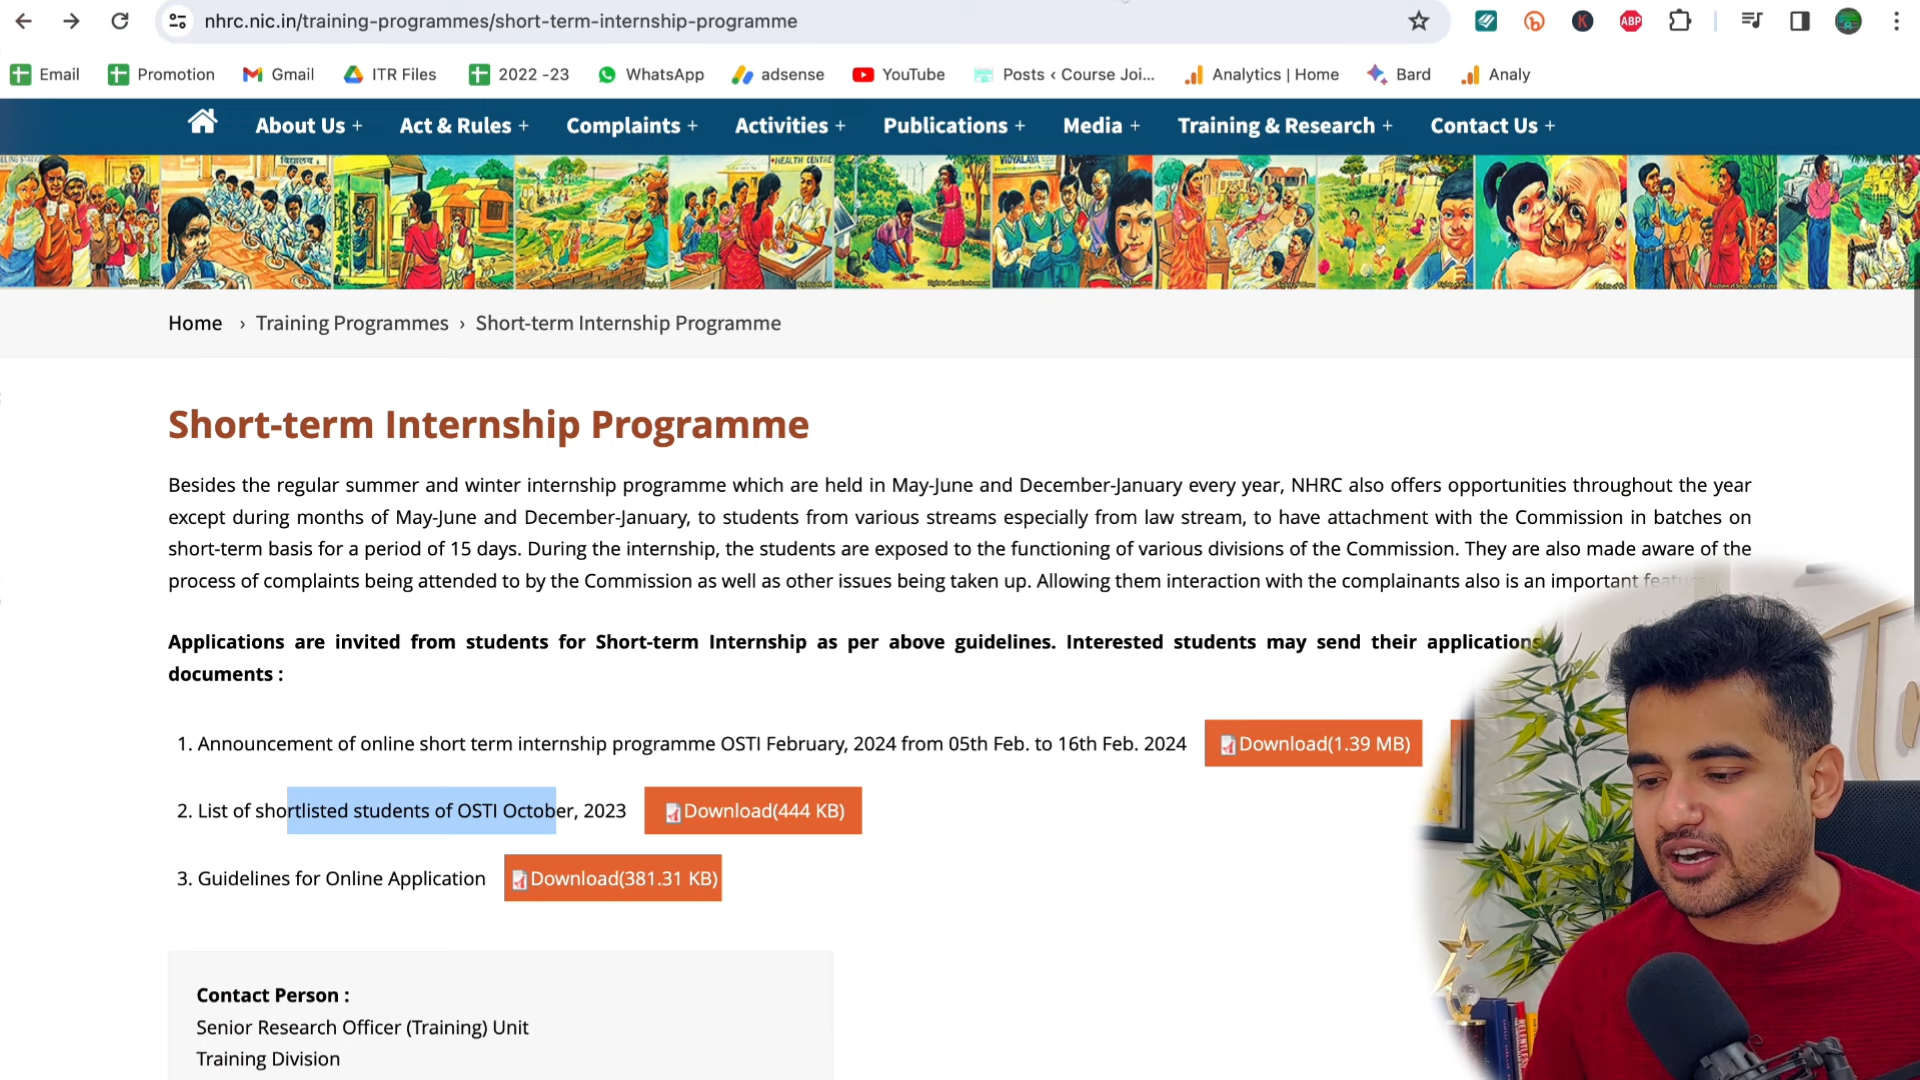 nhrc.nic.in/training-programmes/short-term-internship-programme
Email Promotion Gmail ITR Files 2022 -23 WhatsApp adsense YouTube Posts ‹ Course Joi... Analytics | Home Bard Analy
About Us + Act & Rules + Complaints + Activities + Publications + Media + Training & Research + Contact Us +
Home › Training Programmes › Short-term Internship Programme
Short-term Internship Programme
Besides the regular summer and winter internship programme which are held in May-June and December-January every year, NHRC also offers opportunities throughout the year
except during months of May-June and December-January, to students from various streams especially from law stream, to have attachment with the Commission in batches on
short-term basis for a period of 15 days. During the internship, the students are exposed to the functioning of various divisions of the Commission. They are also made aware of the
process of complaints being attended to by the Commission as well as other issues being taken up. Allowing them interaction with the complainants also is an important
Applications are invited from students for Short-term Internship as per above guidelines. Interested students may send their applications
documents :
1. Announcement of online short term internship programme OSTI February, 2024 from 05th Feb. to 16th Feb. 2024 Download(1.39 MB)
2. List of shortlisted students of OSTI October, 2023 Download(444 KB)
3. Guidelines for Online Application Download(381.31 KB)
Contact Person :
Senior Research Officer (Training) Unit
Training Division